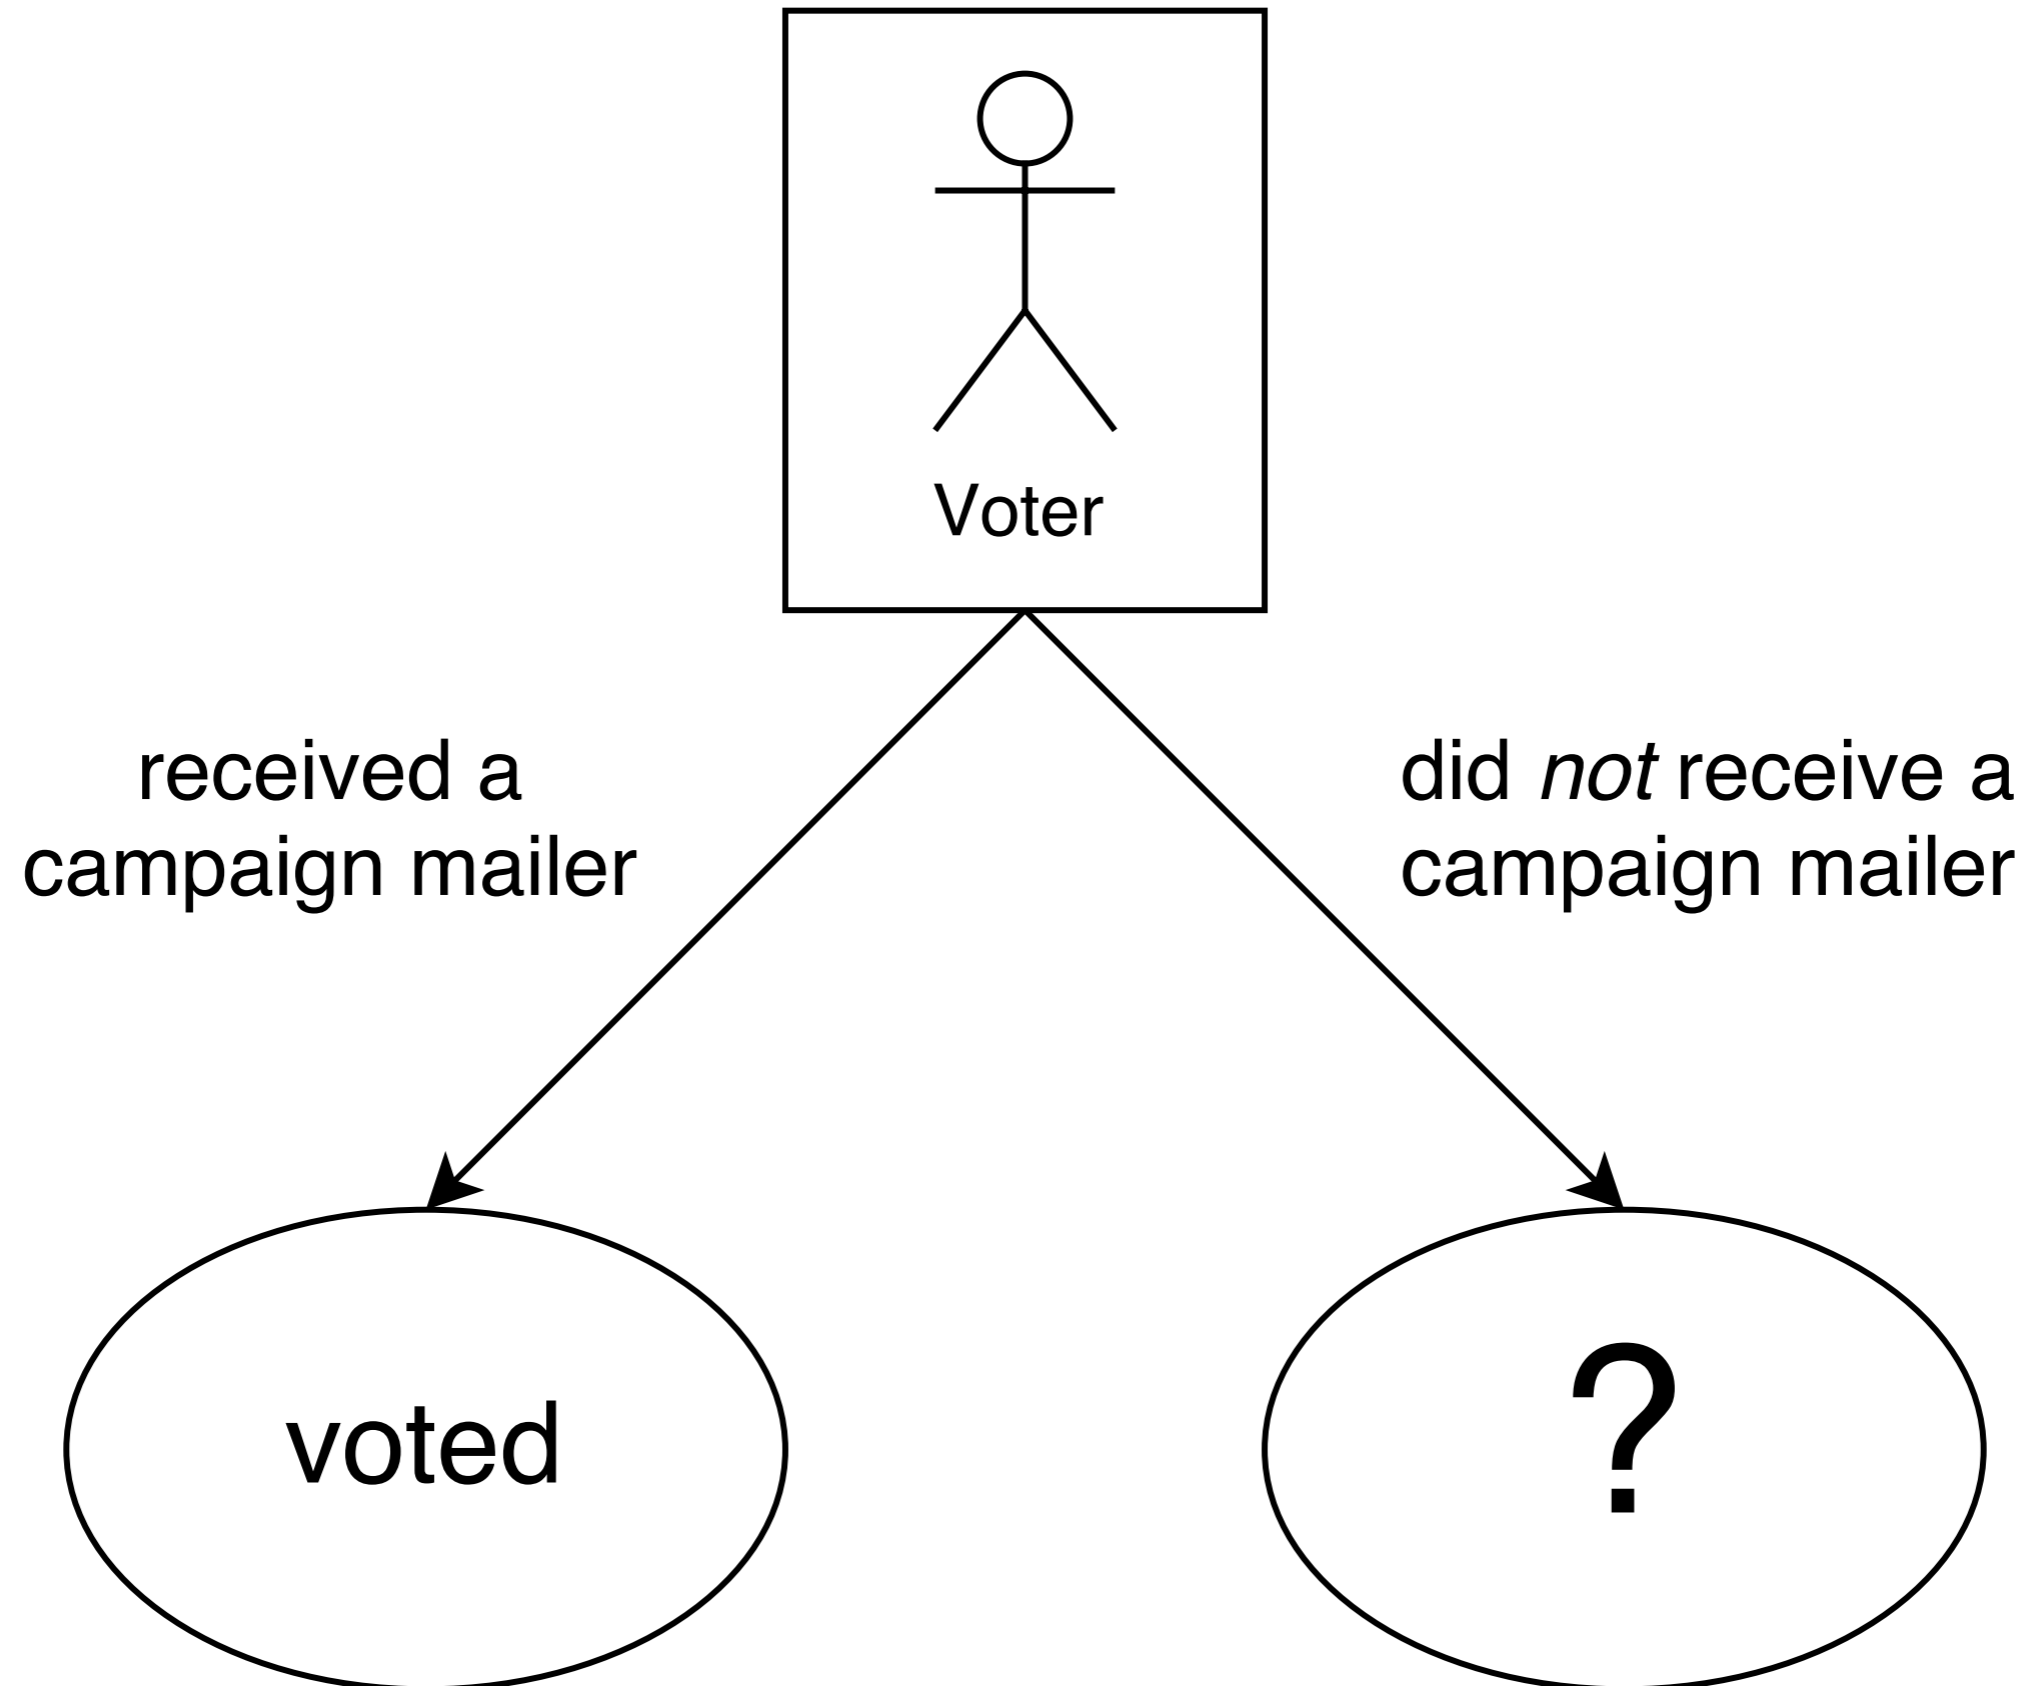 Voter
received a
campaign mailer
did not receive a
campaign mailer
voted
?